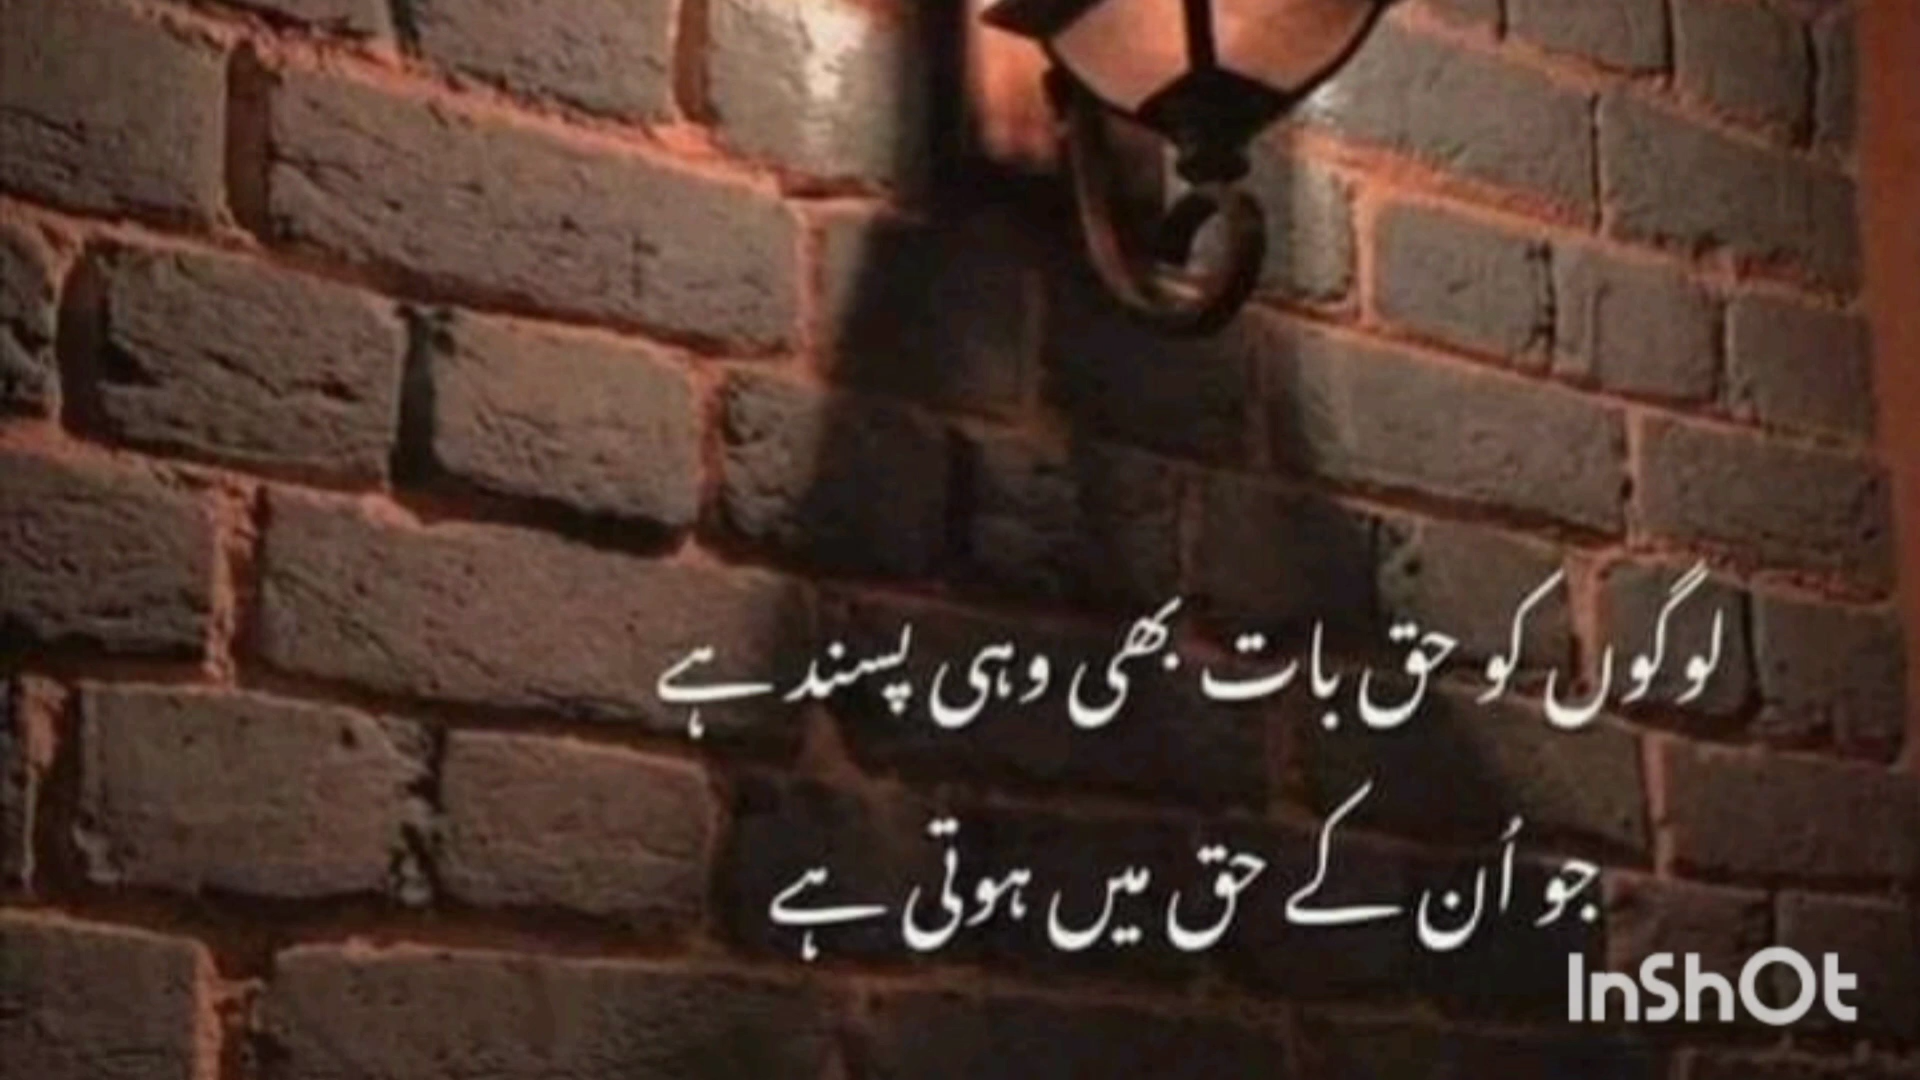 لوگوں کو حق بات بھی وہی پسند ہے
جو اُن کے حق میں ہوتی ہے
InShOt